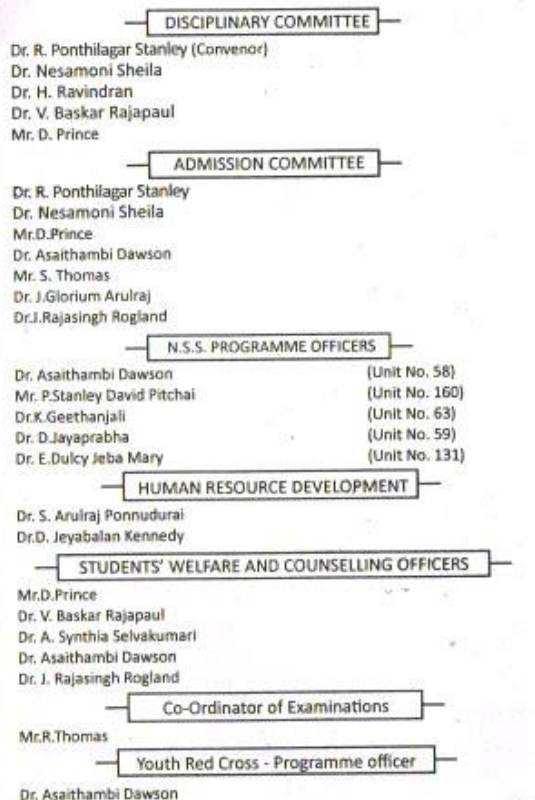 DISCIPLINARY COMMITTEE
Dr. R. Ponthilagar Stanley (Convenor)
Dr. Nesamoni Sheila
Dr. H. Ravindran
Dr. V. Baskar Rajapaul
Mr. D. Prince
ADMISSION COMMITTEE
Dr. R. Ponthilagar Stanley
Dr. Nesamoni Sheila
Mr.D.Prince
Dr. Asaithambi Dawson
Mr. S. Thomas
Dr. J.Glorium Arulraj
Dr.J.Rajasingh Rogland
N.S.S. PROGRAMME OFFICERS
Dr. Asaithambi Dawson (Unit No. 58)
Mr. P.Stanley David Pitchai (Unit No. 160)
Dr.K.Geethanjali (Unit No. 63)
Dr. D.Jayaprabha (Unit No. 59)
Dr. E.Dulcy Jeba Mary (Unit No. 131)
HUMAN RESOURCE DEVELOPMENT
Dr. S. Arulraj Ponnudurai
Dr.D. Jeyabalan Kennedy
STUDENTS' WELFARE AND COUNSELLING OFFICERS
Mr.D.Prince
Dr. V. Baskar Rajapaul
Dr. A. Synthia Selvakumari
Dr. Asaithambi Dawson
Dr. J. Rajasingh Rogland
Co-Ordinator of Examinations
Mr.R.Thomas
Youth Red Cross - Programme officer
Dr. Asaithambi Dawson